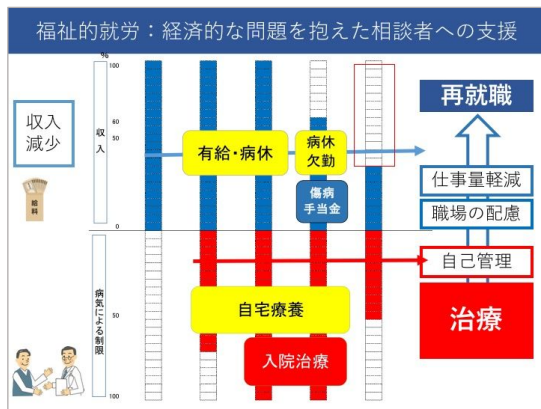 福祉的就労：経済的な問題を抱えた相談者への支援
%
100
60
50
0
収入
収入
減少
給料
有給・病休
病休
欠勤
傷病
手当金
再就職
仕事量軽減
職場の配慮
自己管理
治療
病気による制限
50
100
自宅療養
入院治療